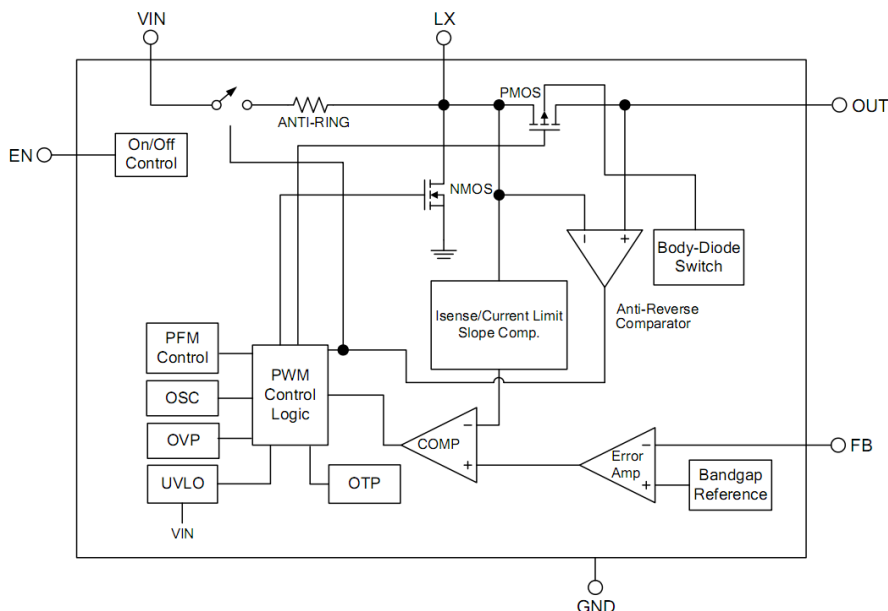 VIN
LX
PMOS
OUT
ANTI-RING
EN
On/Off
Control
NMOS
-
+
Body-Diode
Switch
Isense/Current Limit
Slope Comp.
Anti-Reverse
Comparator
PFM
Control
PWM
Control
Logic
OSC
OVP
UVLO
OTP
VIN
-
COMP
+
-
Error
Amp
+
FB
Bandgap
Reference
GND